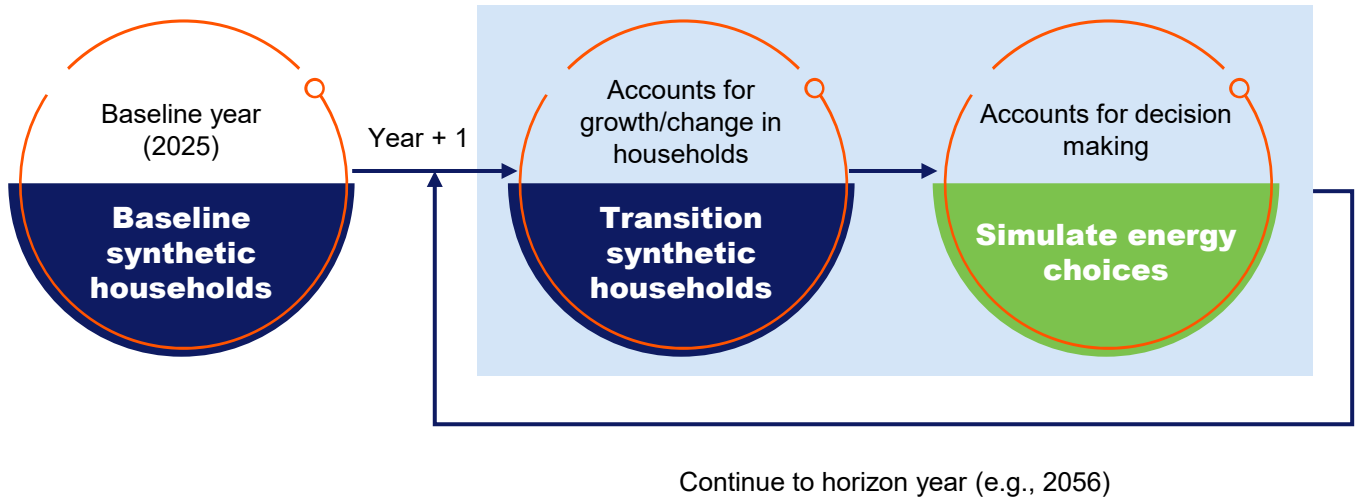 Baseline year
(2025)
Baseline
synthetic
households
Year + 1
Accounts for
growth/change in
households
Transition
synthetic
households
Accounts for decision
making
Simulate energy
choices
Continue to horizon year (e.g., 2056)